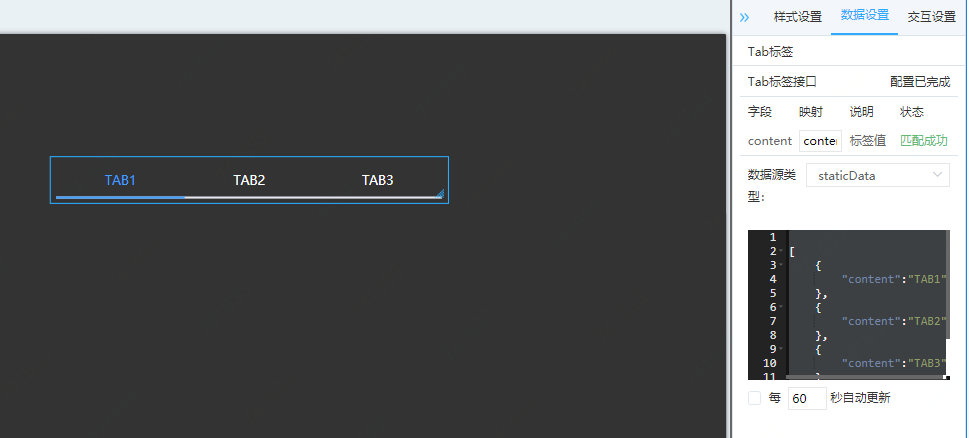 » 样式设置 数据设置 交互设置
Tab标签
Tab标签接口 配置已完成
字段 映射 说明 状态
content conte 标签值 匹配成功
数据源类型： staticData
TAB1 TAB2 TAB3
1
2 [
3 {
4 "content":"TAB1"
5 },
6 {
7 "content":"TAB2"
8 },
9 {
10 "content":"TAB3"
11
每 60 秒自动更新